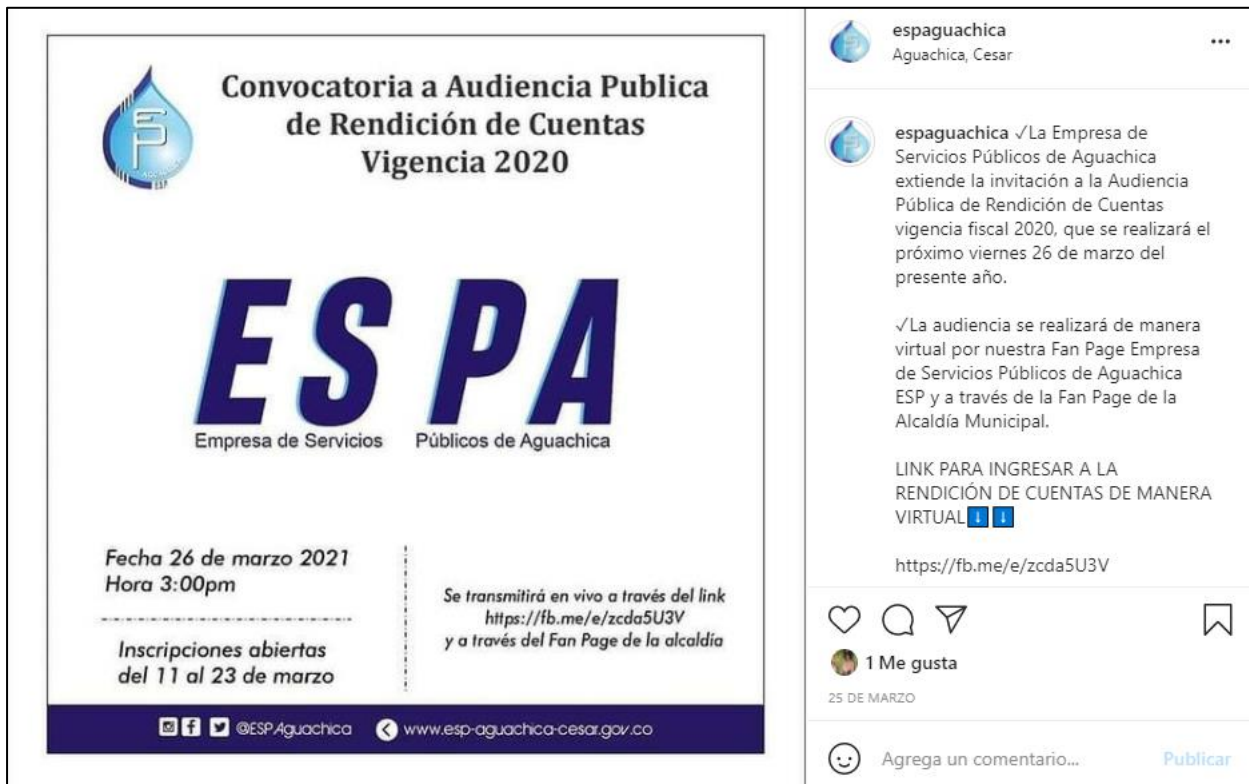 Convocatoria a Audiencia Publica
de Rendición de Cuentas
Vigencia 2020
ESP
AGUACHICA
ESP
ESPA
Empresa de Servicios Públicos de Aguachica
Fecha 26 de marzo 2021
Hora 3:00pm
Inscripciones abiertas
del 11 al 23 de marzo
Se transmitirá en vivo a través del link
https://fb.me/e/zcda5U3V
y a través del Fan Page de la alcaldía
@ESPAguachica www.esp-aguachica-cesar.gov.co
espaguachica
Aguachica, Cesar
espaguachica ✓La Empresa de
Servicios Públicos de Aguachica
extiende la invitación a la Audiencia
Pública de Rendición de Cuentas
vigencia fiscal 2020, que se realizará el
próximo viernes 26 de marzo del
presente año.
✓La audiencia se realizará de manera
virtual por nuestra Fan Page Empresa
de Servicios Públicos de Aguachica
ESP y a través de la Fan Page de la
Alcaldía Municipal.
LINK PARA INGRESAR A LA
RENDICIÓN DE CUENTAS DE MANERA
VIRTUAL⬇⬇
https://fb.me/e/zcda5U3V
1 Me gusta
25 DE MARZO
Agrega un comentario... Publicar